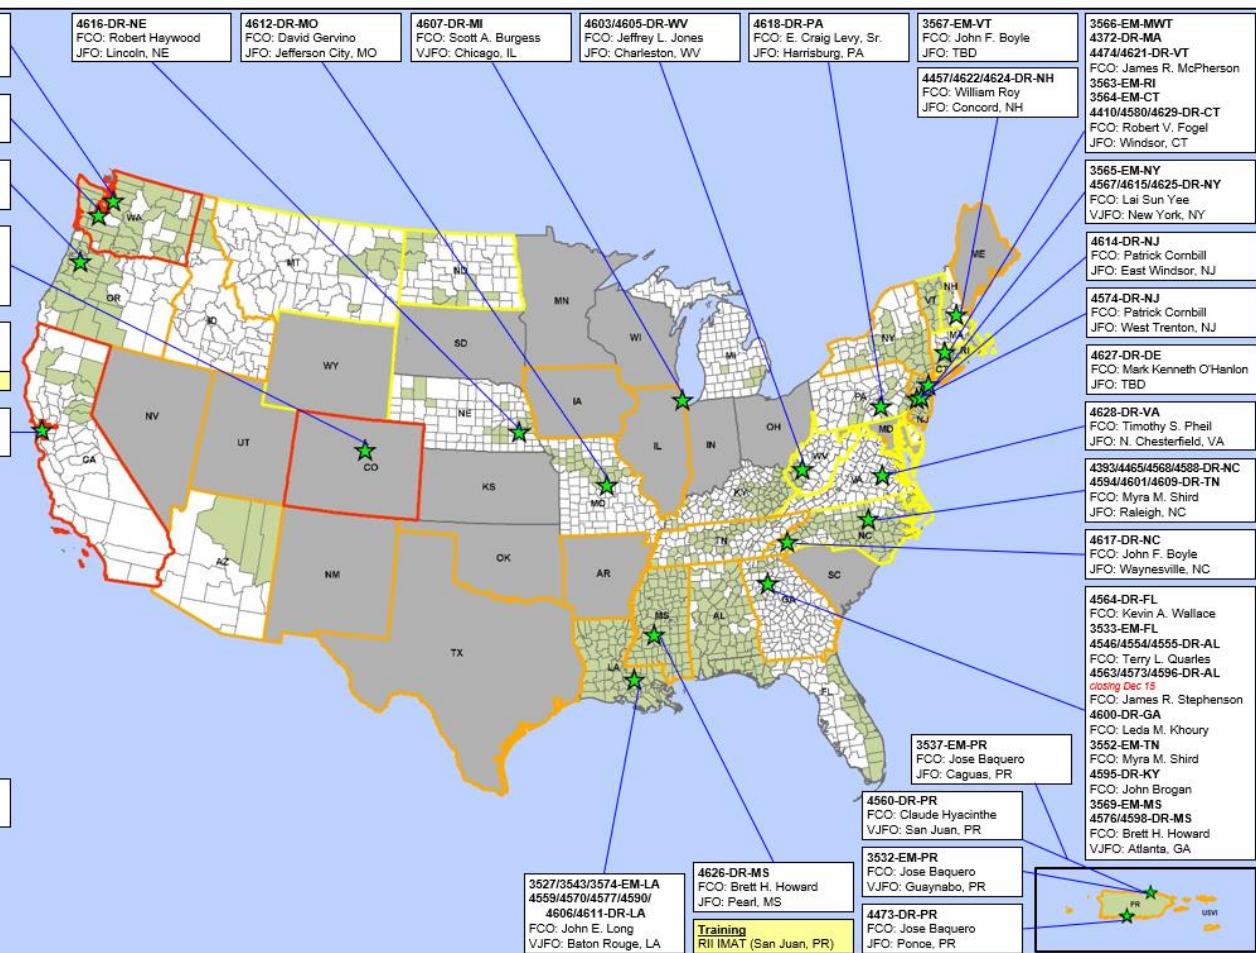 4616-DR-NE
FCO: Robert Haywood
JFO: Lincoln, NE
4612-DR-MO
FCO: David Gervino
JFO: Jefferson City, MO
4607-DR-MI
FCO: Scott A. Burgess
VJFO: Chicago, IL
4603/4605-DR-WV
FCO: Jeffrey L. Jones
JFO: Charleston, WV
4618-DR-PA
FCO: E. Craig Levy, Sr.
JFO: Harrisburg, PA
3567-EM-VT
FCO: John F. Boyle
JFO: TBD
4457/4622/4624-DR-NH
FCO: William Roy
JFO: Concord, NH
3566-EM-MWT
4372-DR-MA
4474/4621-DR-VT
FCO: James R. McPherson
3563-EM-RI
3564-EM-CT
4410/4580/4629-DR-CT
FCO: Robert V. Fogel
JFO: Windsor, CT
3565-EM-NY
4567/4615/4625-DR-NY
FCO: Lai Sun Yee
VJFO: New York, NY
4614-DR-NJ
FCO: Patrick Cornbill
JFO: East Windsor, NJ
4574-DR-NJ
FCO: Patrick Cornbill
JFO: West Trenton, NJ
4627-DR-DE
FCO: Mark Kenneth O'Hanlon
JFO: TBD
4628-DR-VA
FCO: Timothy S. Pheil
JFO: N. Chesterfield, VA
4393/4465/4568/4588-DR-NC
4594/4601/4609-DR-TN
FCO: Myra M. Shird
JFO: Raleigh, NC
4617-DR-NC
FCO: John F. Boyle
JFO: Waynesville, NC
4564-DR-FL
FCO: Kevin A. Wallace
3533-EM-FL
4546/4554/4555-DR-AL
FCO: Terry L. Quarles
4563/4573/4596-DR-AL
closing Dec 15
FCO: James R. Stephenson
4600-DR-GA
FCO: Leda M. Khoury
3552-EM-TN
FCO: Myra M. Shird
4595-DR-KY
FCO: John Brogan
3569-EM-MS
4576/4598-DR-MS
FCO: Brett H. Howard
VJFO: Atlanta, GA
3537-EM-PR
FCO: Jose Baquero
JFO: Caguas, PR
4560-DR-PR
FCO: Claude Hyacinthe
VJFO: San Juan, PR
3532-EM-PR
FCO: Jose Baquero
VJFO: Guaynabo, PR
4473-DR-PR
FCO: Jose Baquero
JFO: Ponce, PR
3527/3543/3574-EM-LA
4559/4570/4577/4590/
4606/4611-DR-LA
FCO: John E. Long
VJFO: Baton Rouge, LA
4626-DR-MS
FCO: Brett H. Howard
JFO: Pearl, MS
Training
RII IMAT (San Juan, PR)
WA
MT
ND
MN
ME
OR
ID
WY
SD
WI
MI
NY
VT
NH
MA
RI
CT
NV
UT
CO
NE
IA
IL
IN
OH
PA
NJ
MD
CA
KS
MO
KY
WV
VA
AZ
NM
OK
AR
TN
NC
SC
TX
LA
MS
AL
GA
FL
PR
USVI